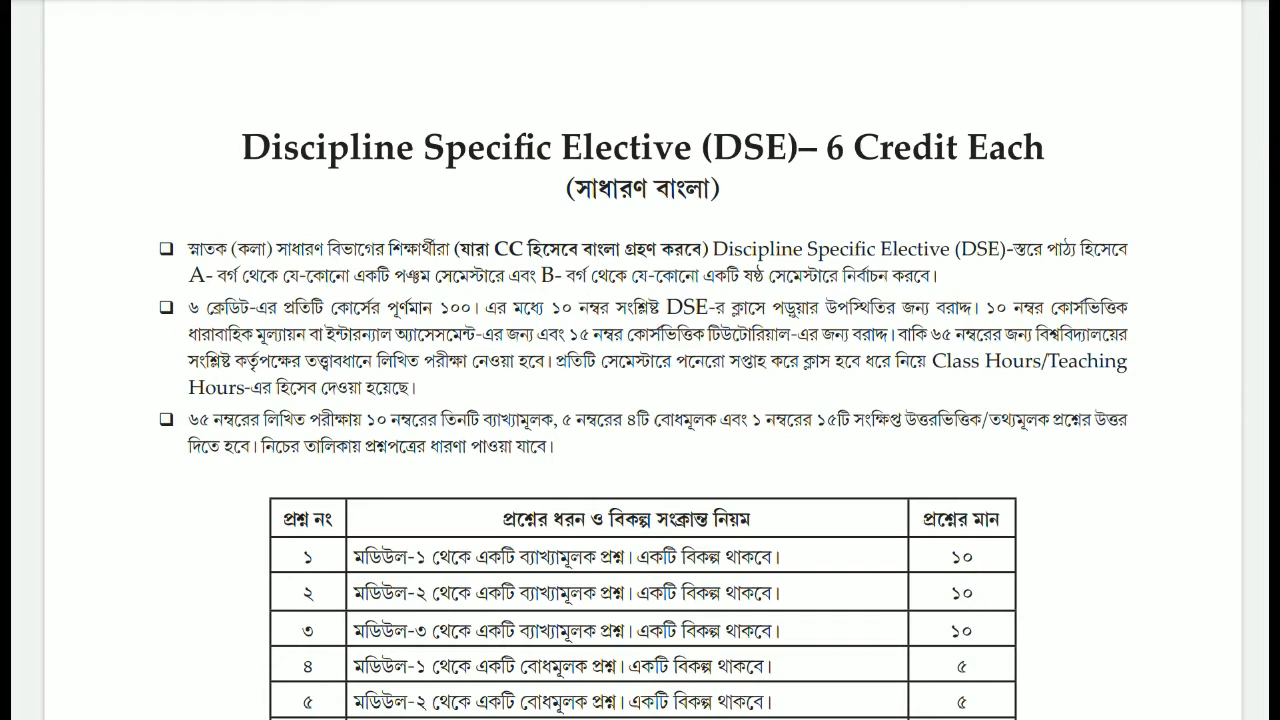 Discipline Specific Elective (DSE)– 6 Credit Each
(সাধারণ বাংলা)
❑ স্নাতক (কলা) সাধারণ বিভাগের শিক্ষার্থীরা (যারা CC হিসেবে বাংলা গ্রহণ করবে) Discipline Specific Elective (DSE)-স্তরে পাঠ্য হিসেবে
A- বর্গ থেকে যে-কোনো একটি পঞ্চম সেমেস্টারে এবং B- বর্গ থেকে যে-কোনো একটি ষষ্ঠ সেমেস্টারে নির্বাচন করবে।
❑ ৬ ক্রেডিট-এর প্রতিটি কোর্সের পূর্ণমান ১০০। এর মধ্যে ১০ নম্বর সংশ্লিষ্ট DSE-র ক্লাসে পড়ুয়ার উপস্থিতির জন্য বরাদ্দ। ১০ নম্বর কোর্সভিত্তিক
ধারাবাহিক মূল্যায়ন বা ইন্টারন্যাল অ্যাসেসমেন্ট-এর জন্য এবং ১৫ নম্বর কোর্সভিত্তিক টিউটোরিয়াল-এর জন্য বরাদ্দ। বাকি ৬৫ নম্বরের জন্য বিশ্ববিদ্যালয়ের
সংশ্লিষ্ট কর্তৃপক্ষের তত্ত্বাবধানে লিখিত পরীক্ষা নেওয়া হবে। প্রতিটি সেমেস্টারে পনেরো সপ্তাহ করে ক্লাস হবে ধরে নিয়ে Class Hours/Teaching
Hours-এর হিসেব দেওয়া হয়েছে।
❑ ৬৫ নম্বরের লিখিত পরীক্ষায় ১০ নম্বরের তিনটি ব্যাখ্যামূলক, ৫ নম্বরের ৪টি বোধমূলক এবং ১ নম্বরের ১৫টি সংক্ষিপ্ত উত্তরভিত্তিক/তথ্যমূলক প্রশ্নের উত্তর
দিতে হবে। নিচের তালিকায় প্রশ্নপত্রের ধারণা পাওয়া যাবে।
প্রশ্ন নং প্রশ্নের ধরন ও বিকল্প সংক্রান্ত নিয়ম প্রশ্নের মান
১ মডিউল-১ থেকে একটি ব্যাখ্যামূলক প্রশ্ন। একটি বিকল্প থাকবে। ১০
২ মডিউল-২ থেকে একটি ব্যাখ্যামূলক প্রশ্ন। একটি বিকল্প থাকবে। ১০
৩ মডিউল-৩ থেকে একটি ব্যাখ্যামূলক প্রশ্ন। একটি বিকল্প থাকবে। ১০
৪ মডিউল-১ থেকে একটি বোধমূলক প্রশ্ন। একটি বিকল্প থাকবে। ৫
৫ মডিউল-২ থেকে একটি বোধমূলক প্রশ্ন। একটি বিকল্প থাকবে। ৫